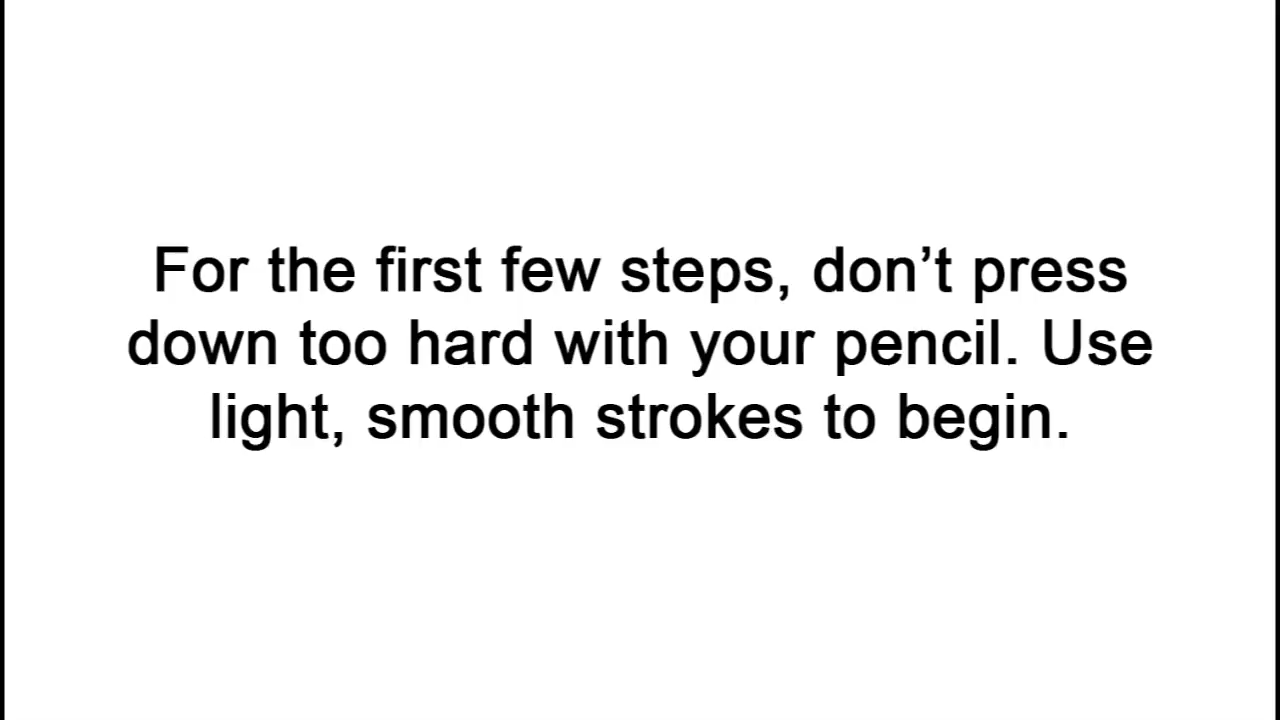 For the first few steps, don’t press
down too hard with your pencil. Use
light, smooth strokes to begin.